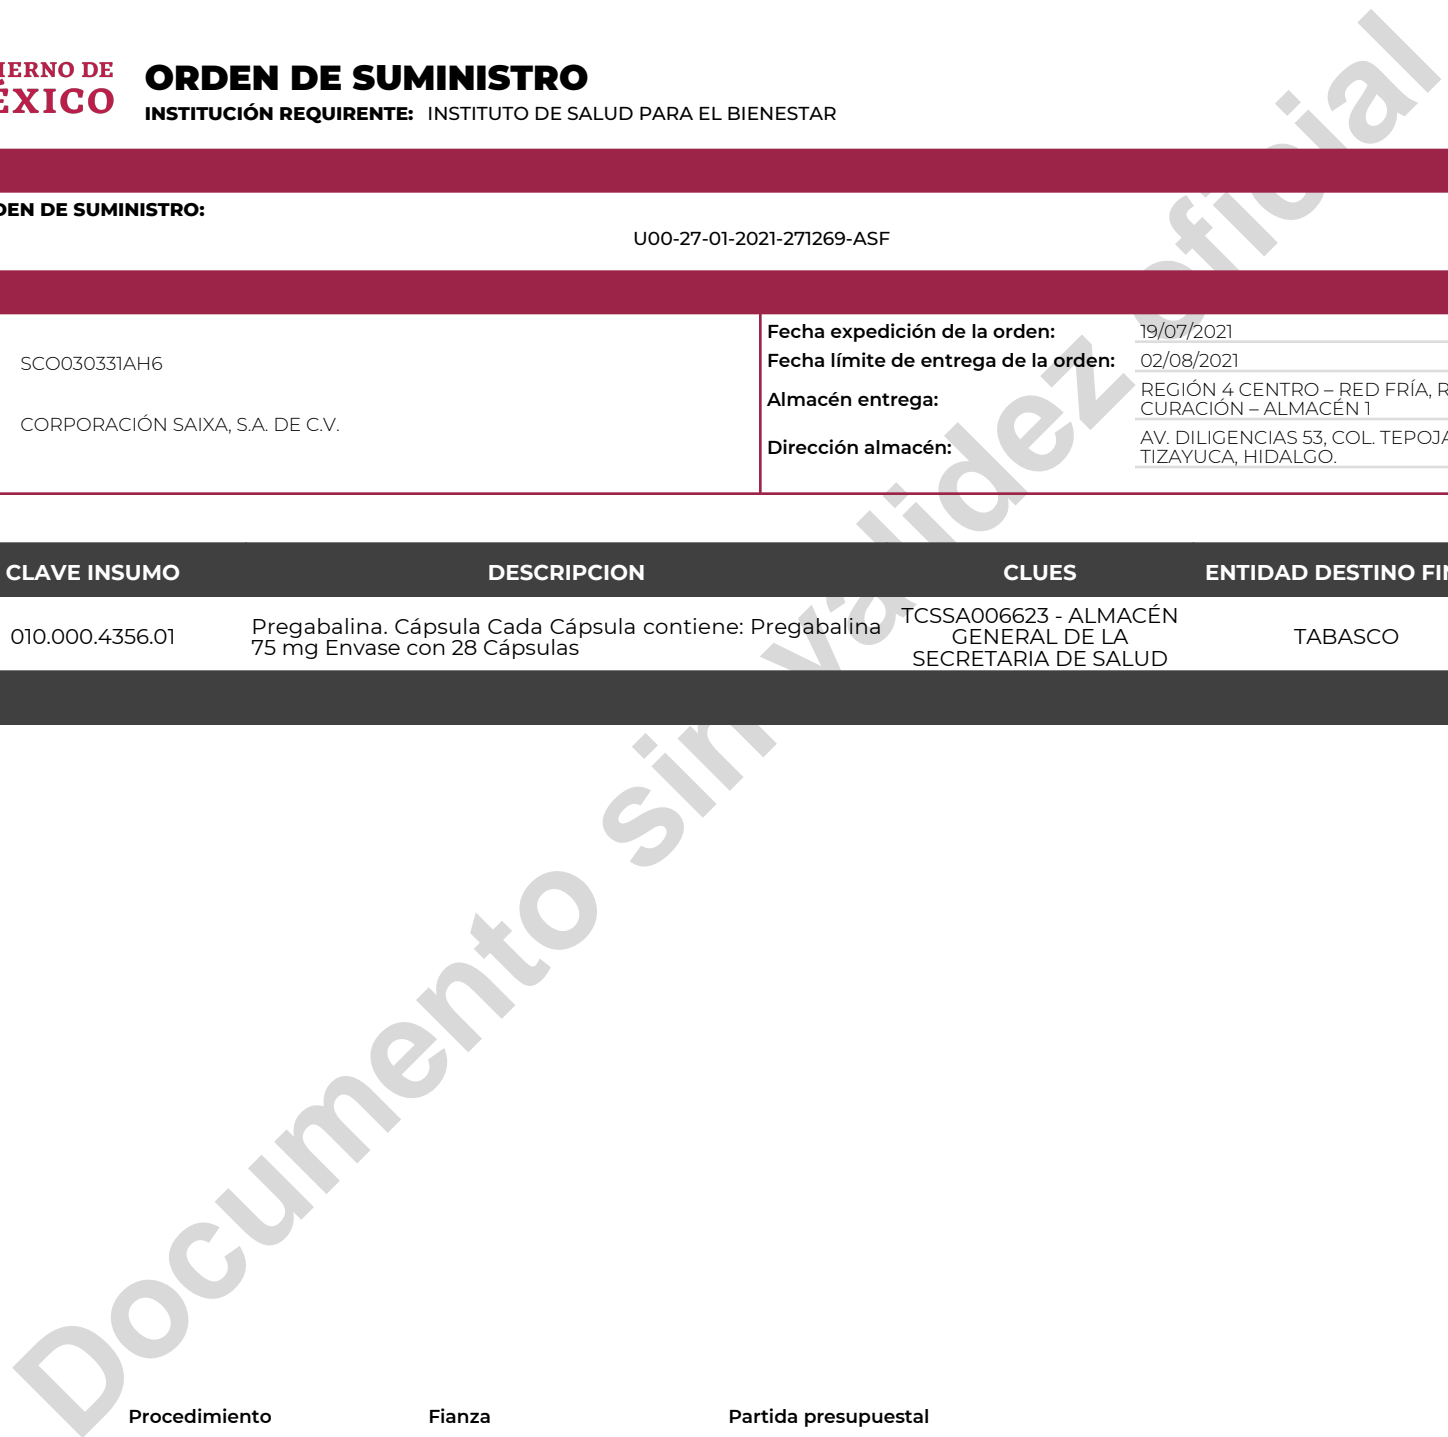 IERNO DE
ÉXICO
ORDEN DE SUMINISTRO
INSTITUCIÓN REQUIRENTE: INSTITUTO DE SALUD PARA EL BIENESTAR
DEN DE SUMINISTRO:
U00-27-01-2021-271269-ASF
SCO030331AH6
CORPORACIÓN SAIXA, S.A. DE C.V.
Fecha expedición de la orden: 19/07/2021
Fecha límite de entrega de la orden: 02/08/2021
Almacén entrega: REGIÓN 4 CENTRO – RED FRÍA, R
CURACIÓN – ALMACÉN 1
Dirección almacén: AV. DILIGENCIAS 53, COL. TEPOJA
TIZAYUCA, HIDALGO.
CLAVE INSUMO DESCRIPCION CLUES ENTIDAD DESTINO FIN
010.000.4356.01
Pregabalina. Cápsula Cada Cápsula contiene: Pregabalina
75 mg Envase con 28 Cápsulas
TCSSA006623 - ALMACÉN
GENERAL DE LA
SECRETARIA DE SALUD
TABASCO
Documento sin validez oficial
Procedimiento Fianza Partida presupuestal